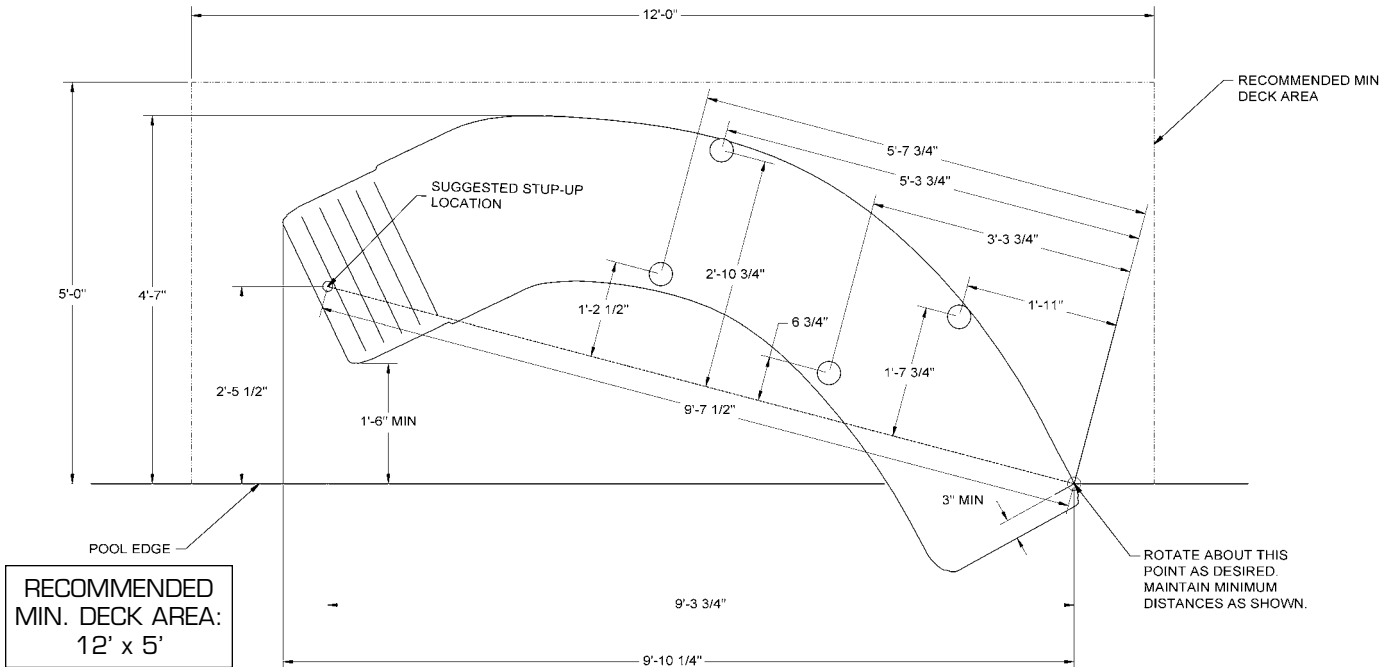 12'-0"
RECOMMENDED MIN
DECK AREA
5'-7 3/4"
5'-3 3/4"
SUGGESTED STUP-UP
LOCATION
3'-3 3/4"
2'-10 3/4"
5'-0"
4'-7"
1'-11"
1'-2 1/2"
6 3/4"
1'-7 3/4"
2'-5 1/2"
9'-7 1/2"
1'-6" MIN
3" MIN
POOL EDGE
ROTATE ABOUT THIS
POINT AS DESIRED.
MAINTAIN MINIMUM
DISTANCES AS SHOWN.
RECOMMENDED
MIN. DECK AREA:
12' x 5'
9'-3 3/4"
9'-10 1/4"